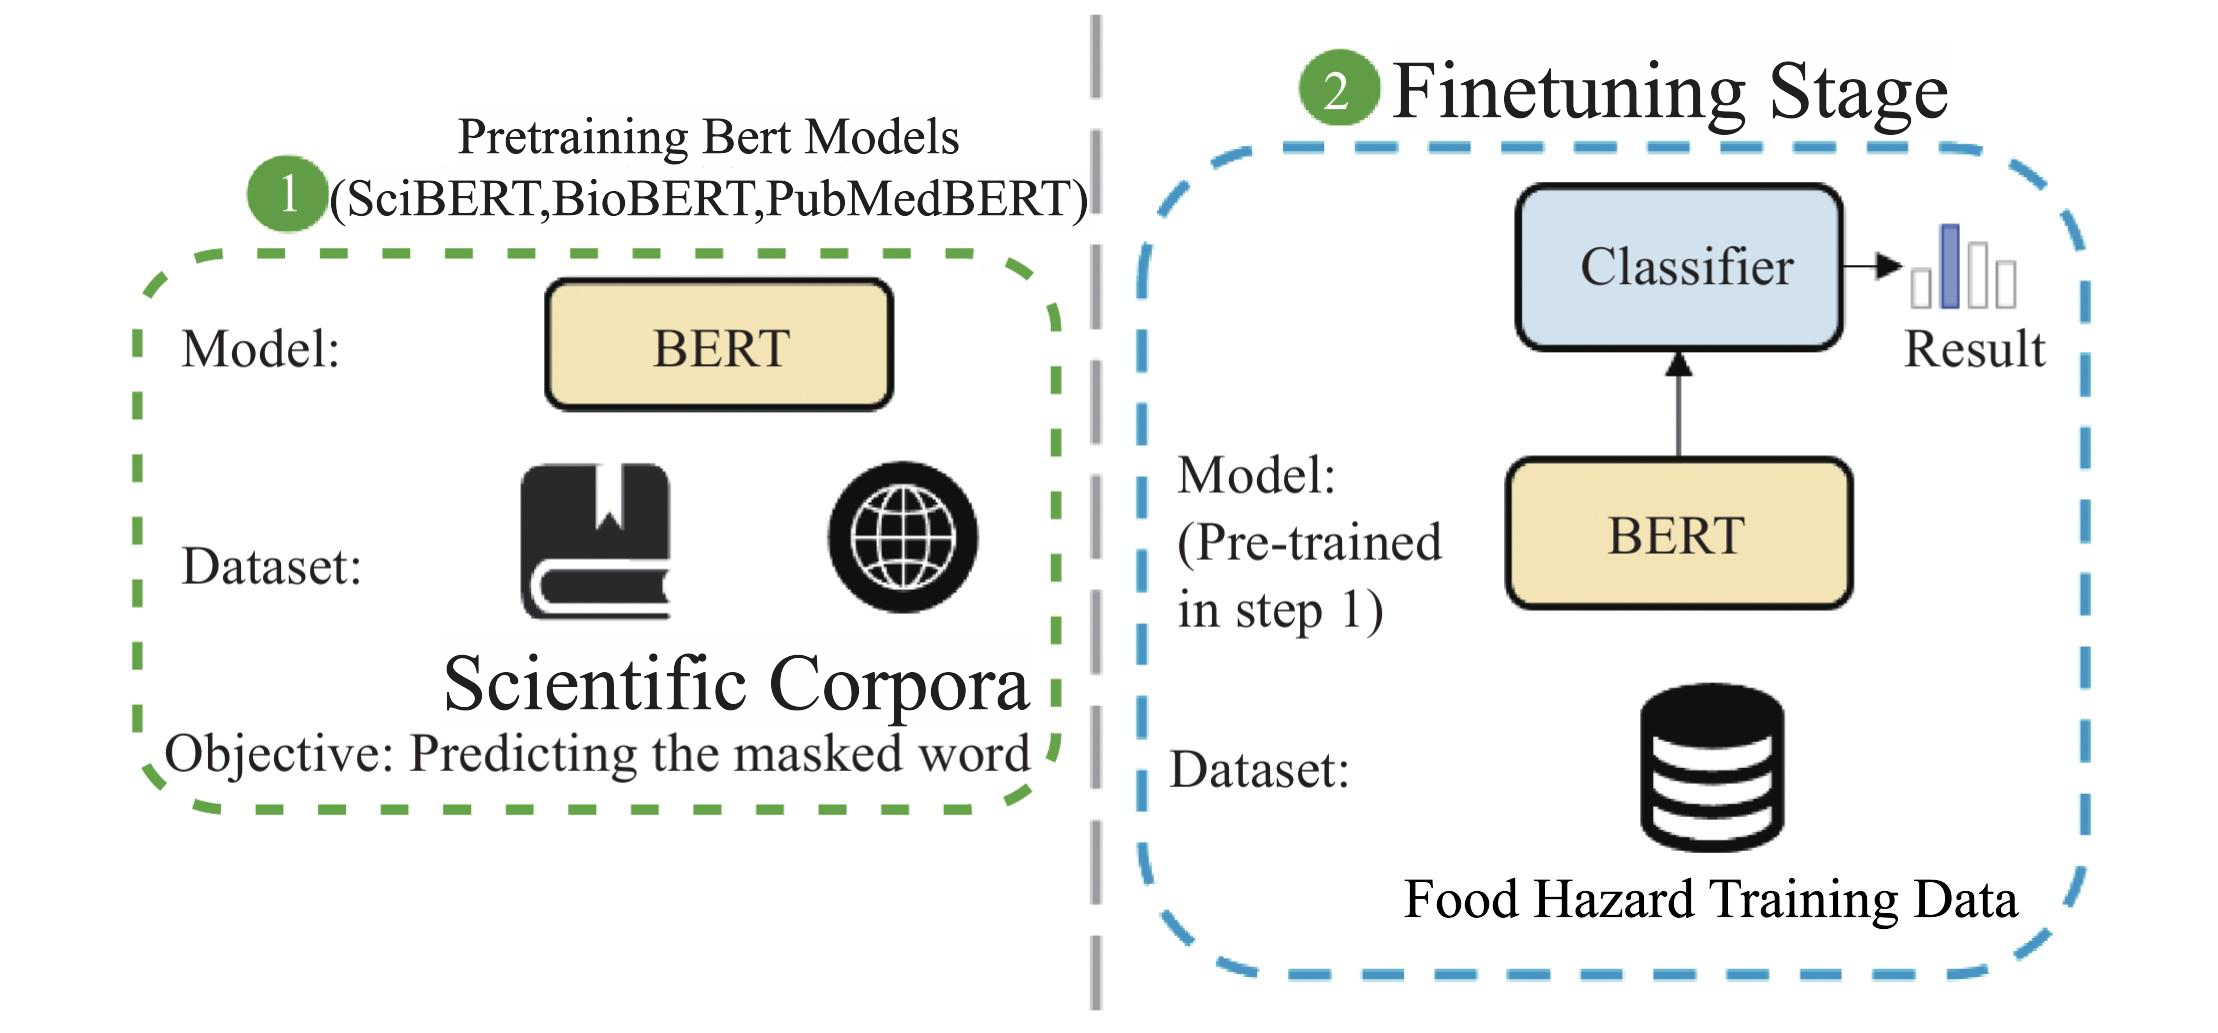 1
Pretraining Bert Models
(SciBERT,BioBERT,PubMedBERT)
Model:
BERT
Dataset:
Scientific Corpora
Objective: Predicting the masked word
2
Finetuning Stage
Classifier
Result
Model:
(Pre-trained
in step 1)
BERT
Dataset:
Food Hazard Training Data